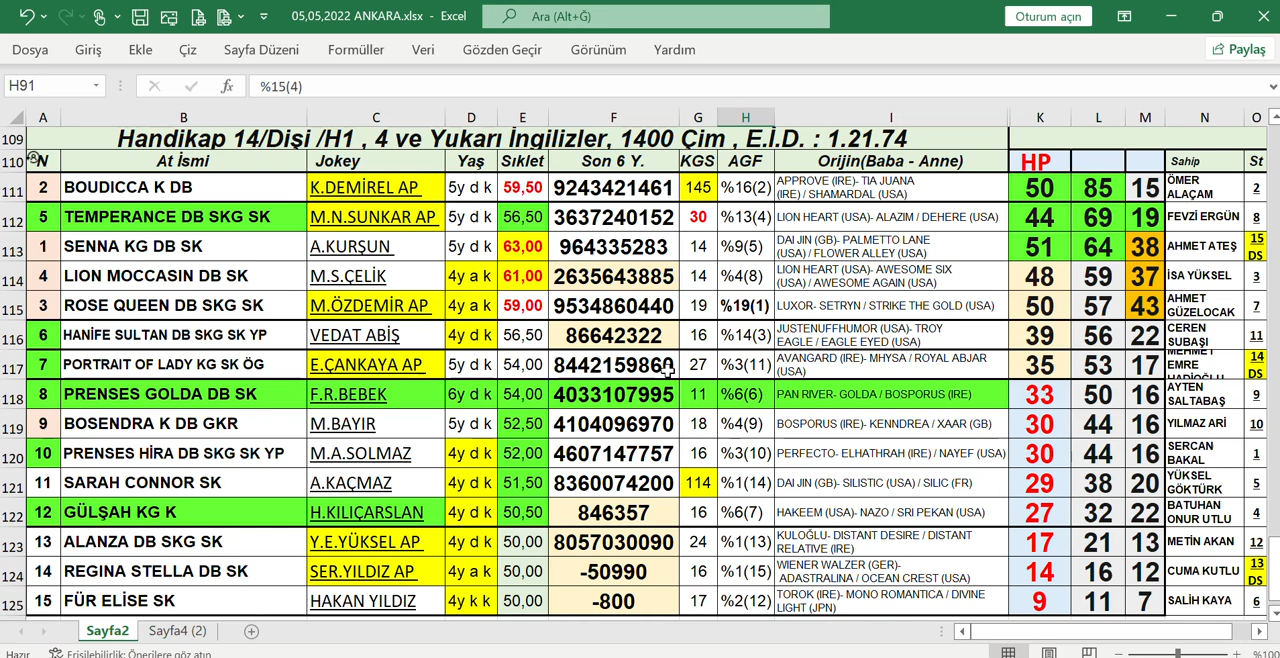 05,05,2022 ANKARA.xlsx - Excel
Ara (Alt+Ğ)
Oturum açın
Dosya Giriş Ekle Çiz Sayfa Düzeni Formüller Veri Gözden Geçir Görünüm Yardım Paylaş
H91 fx %15(4)
A B C D E F G H I K L M N O
109 Handikap 14/Dişi /H1 , 4 ve Yukarı İngilizler, 1400 Çim , E.İ.D. : 1.21.74
110 N At İsmi Jokey Yaş Sıklet Son 6 Y. KGS AGF Orijin(Baba - Anne) HP Sahip St
111 2 BOUDICCA K DB K.DEMİREL AP 5y d k 59,50 9243421461 145 %16(2) APPROVE (IRE)- TIA JUANA (IRE) / SHAMARDAL (USA) 50 85 15 ÖMER ALAÇAM 2
112 5 TEMPERANCE DB SKG SK M.N.SUNKAR AP 5y d k 56,50 3637240152 30 %13(4) LION HEART (USA)- ALAZIM / DEHERE (USA) 44 69 19 FEVZİ ERGÜN 8
113 1 SENNA KG DB SK A.KURŞUN 5y d k 63,00 964335283 14 %9(5) DAI JIN (GB)- PALMETTO LANE (USA) / FLOWER ALLEY (USA) 51 64 38 AHMET ATEŞ 15 DS
114 4 LION MOCCASIN DB SK M.S.ÇELİK 4y a k 61,00 2635643885 14 %4(8) LION HEART (USA)- AWESOME SIX (USA) / AWESOME AGAIN (USA) 48 59 37 İSA YÜKSEL 3
115 3 ROSE QUEEN DB SKG SK M.ÖZDEMİR AP 4y a k 59,00 9534860440 19 %19(1) LUXOR- SETRYN / STRIKE THE GOLD (USA) 50 57 43 AHMET GÜZELOCAK 7
116 6 HANİFE SULTAN DB SKG SK YP VEDAT ABİŞ 4y d k 56,50 86642322 16 %14(3) JUSTENUFFHUMOR (USA)- TROY EAGLE / EAGLE EYED (USA) 39 56 22 CEREN SUBAŞI 11
117 7 PORTRAIT OF LADY KG SK ÖG E.ÇANKAYA AP 5y d k 54,00 8442159860 27 %3(11) AVANGARD (IRE)- MHYSA / ROYAL ABJAR (USA) 35 53 17 MEHMET EMRE 14 DS
118 8 PRENSES GOLDA DB SK F.R.BEBEK 6y d k 54,00 4033107995 11 %6(6) PAN RIVER- GOLDA / BOSPORUS (IRE) 33 50 16 AYTEN SALTABAŞ 9
119 9 BOSENDRA K DB GKR M.BAYIR 5y d k 52,50 4104096970 18 %4(9) BOSPORUS (IRE)- KENNDREA / XAAR (GB) 30 44 16 YILMAZ ARİ 10
120 10 PRENSES HİRA DB SKG SK YP M.A.SOLMAZ 4y d k 52,00 4607147757 16 %3(10) PERFECTO- ELHATHRAH (IRE) / NAYEF (USA) 30 44 16 SERCAN BAKAL 1
121 11 SARAH CONNOR SK A.KAÇMAZ 4y d k 51,50 8360074200 114 %1(14) DAI JIN (GB)- SILISTIC (USA) / SILIC (FR) 29 38 20 YÜKSEL GÖKTÜRK 5
122 12 GÜLŞAH KG K H.KILIÇARSLAN 4y d k 50,50 846357 16 %6(7) HAKEEM (USA)- NAZO / SRI PEKAN (USA) 27 32 22 BATUHAN ONUR UTLU 4
123 13 ALANZA DB SKG SK Y.E.YÜKSEL AP 4y d k 50,00 8057030090 24 %1(13) KULOĞLU- DISTANT DESIRE / DISTANT RELATIVE (IRE) 17 21 13 METİN AKAN 12
124 14 REGINA STELLA DB SK SER.YILDIZ AP 4y a k 50,00 -50990 16 %1(15) WIENER WALZER (GER)- ADASTRALINA / OCEAN CREST (USA) 14 16 12 CUMA KUTLU 13 DS
125 15 FÜR ELİSE SK HAKAN YILDIZ 4y k k 50,00 -800 17 %2(12) TOROK (IRE)- MONO ROMANTICA / DIVINE LIGHT (JPN) 9 11 7 SALİH KAYA 6
Sayfa2 Sayfa4 (2)
Hazır Erişilebilirlik: Önerilere göz atın %100